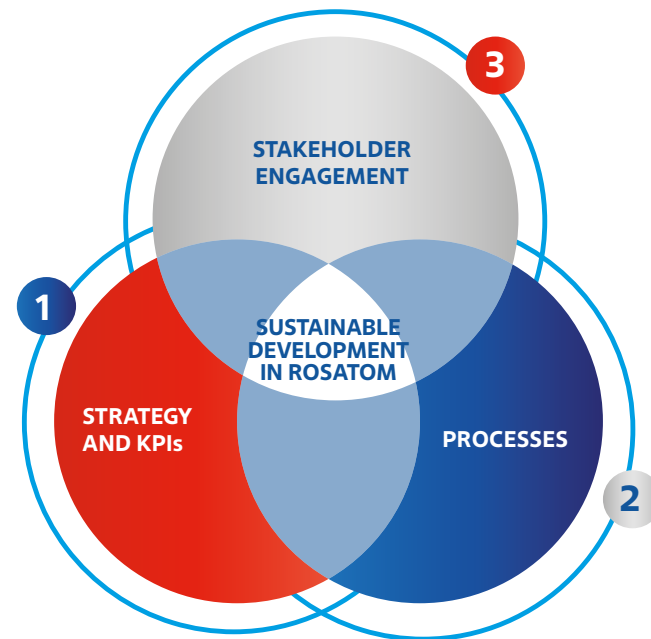 3
STAKEHOLDER
ENGAGEMENT
1
SUSTAINABLE
DEVELOPMENT
IN ROSATOM
STRATEGY
AND KPIs
PROCESSES
2